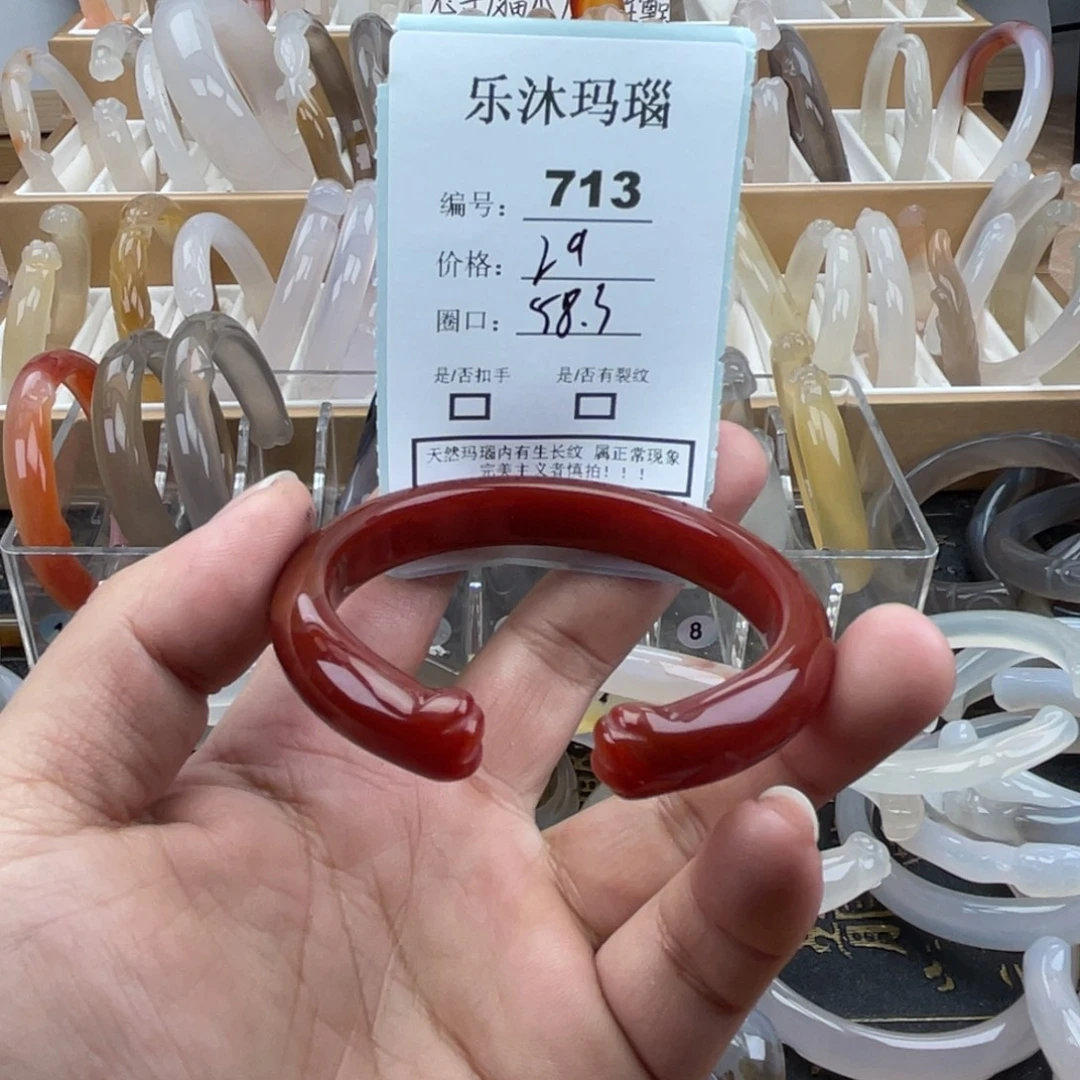 乐沐玛瑙
编号： 713
价格： 29
圈口： 58.3
是/否扣手 是/否有裂纹
天然玛瑙内有生长纹 属正常现象
完美主义者慎拍！！！
8